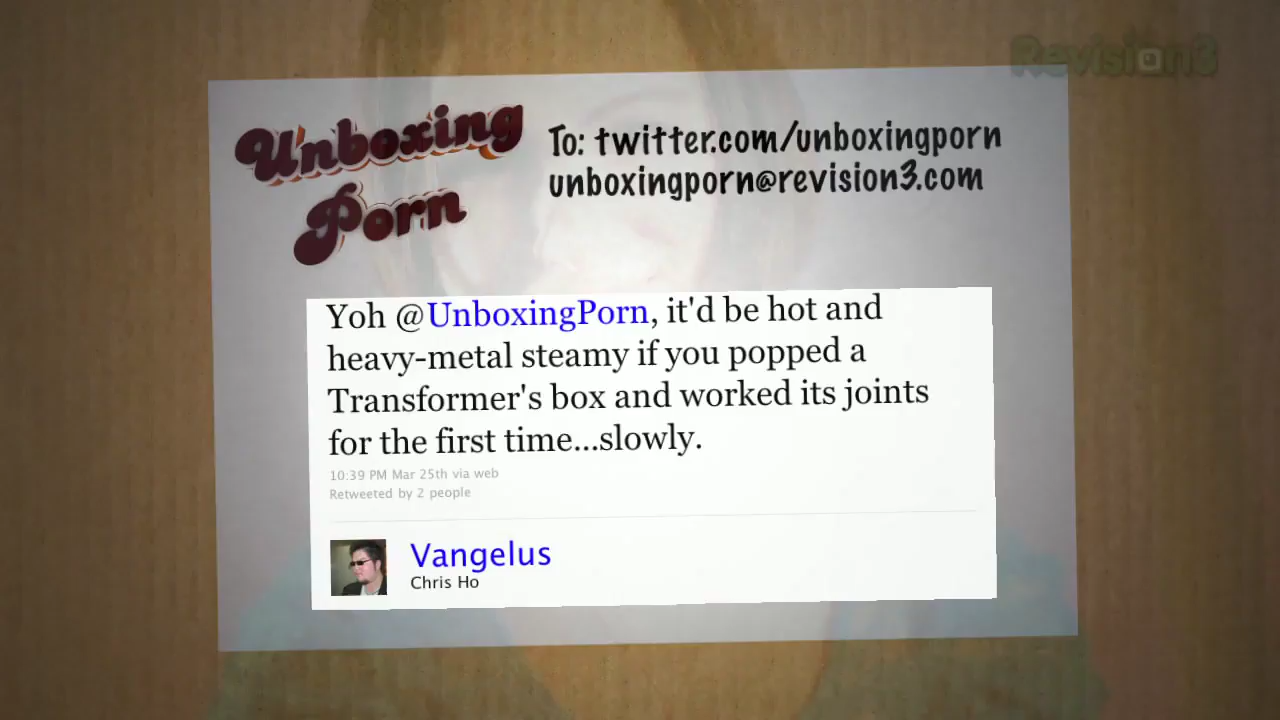 Revision3
Unboxing
Porn
To: twitter.com/unboxingporn
unboxingporn@revision3.com
Yoh @UnboxingPorn, it'd be hot and
heavy-metal steamy if you popped a
Transformer's box and worked its joints
for the first time...slowly.
10:39 PM Mar 25th via web
Retweeted by 2 people
Vangelus
Chris Ho